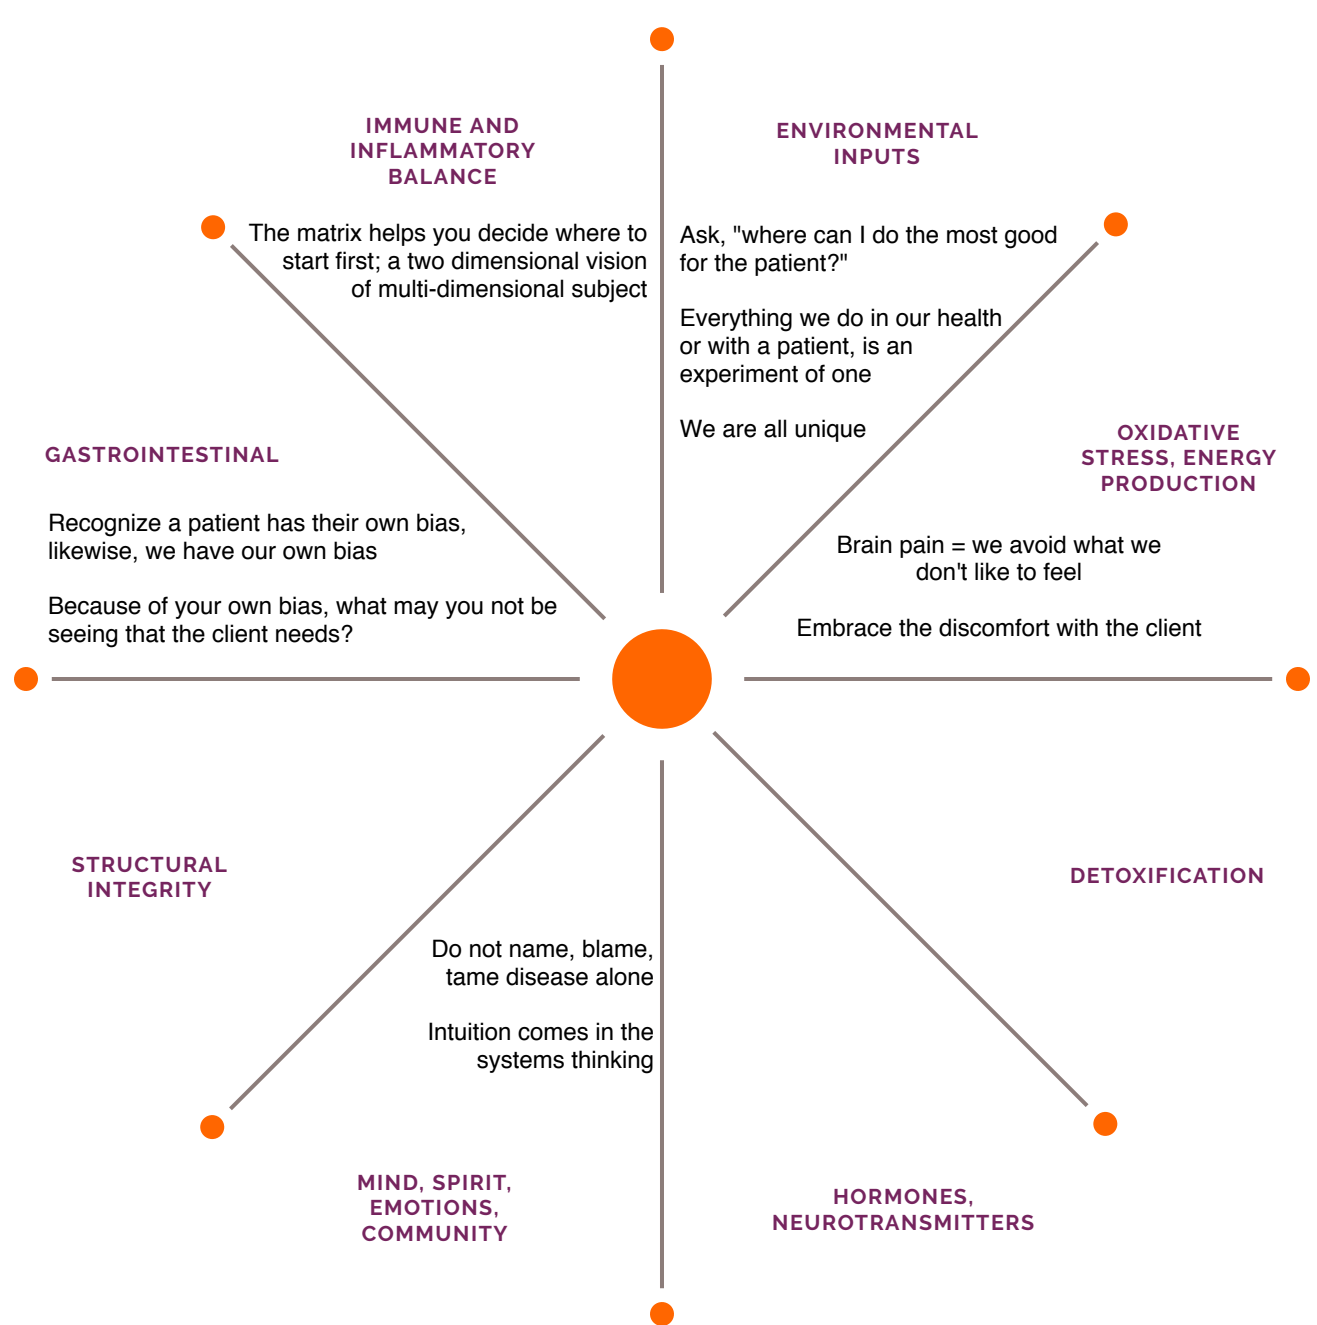 IMMUNE AND
INFLAMMATORY
BALANCE
The matrix helps you decide where to
start first; a two dimensional vision
of multi-dimensional subject
ENVIRONMENTAL
INPUTS
Ask, "where can I do the most good
for the patient?"
Everything we do in our health
or with a patient, is an
experiment of one
We are all unique
GASTROINTESTINAL
Recognize a patient has their own bias,
likewise, we have our own bias
Because of your own bias, what may you not be
seeing that the client needs?
OXIDATIVE
STRESS, ENERGY
PRODUCTION
Brain pain = we avoid what we
don't like to feel
Embrace the discomfort with the client
STRUCTURAL
INTEGRITY
DETOXIFICATION
Do not name, blame,
tame disease alone
Intuition comes in the
systems thinking
MIND, SPIRIT,
EMOTIONS,
COMMUNITY
HORMONES,
NEUROTRANSMITTERS